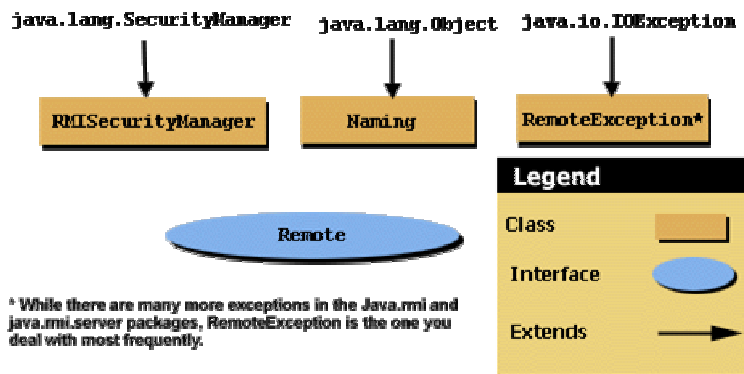 java.lang.SecurityManager
java.lang.Object
java.io.IOException
RMISecurityManager
Naming
RemoteException*
Remote
Legend
Class
Interface
Extends
* While there are many more exceptions in the Java.rmi and
java.rmi.server packages, RemoteException is the one you
deal with most frequently.